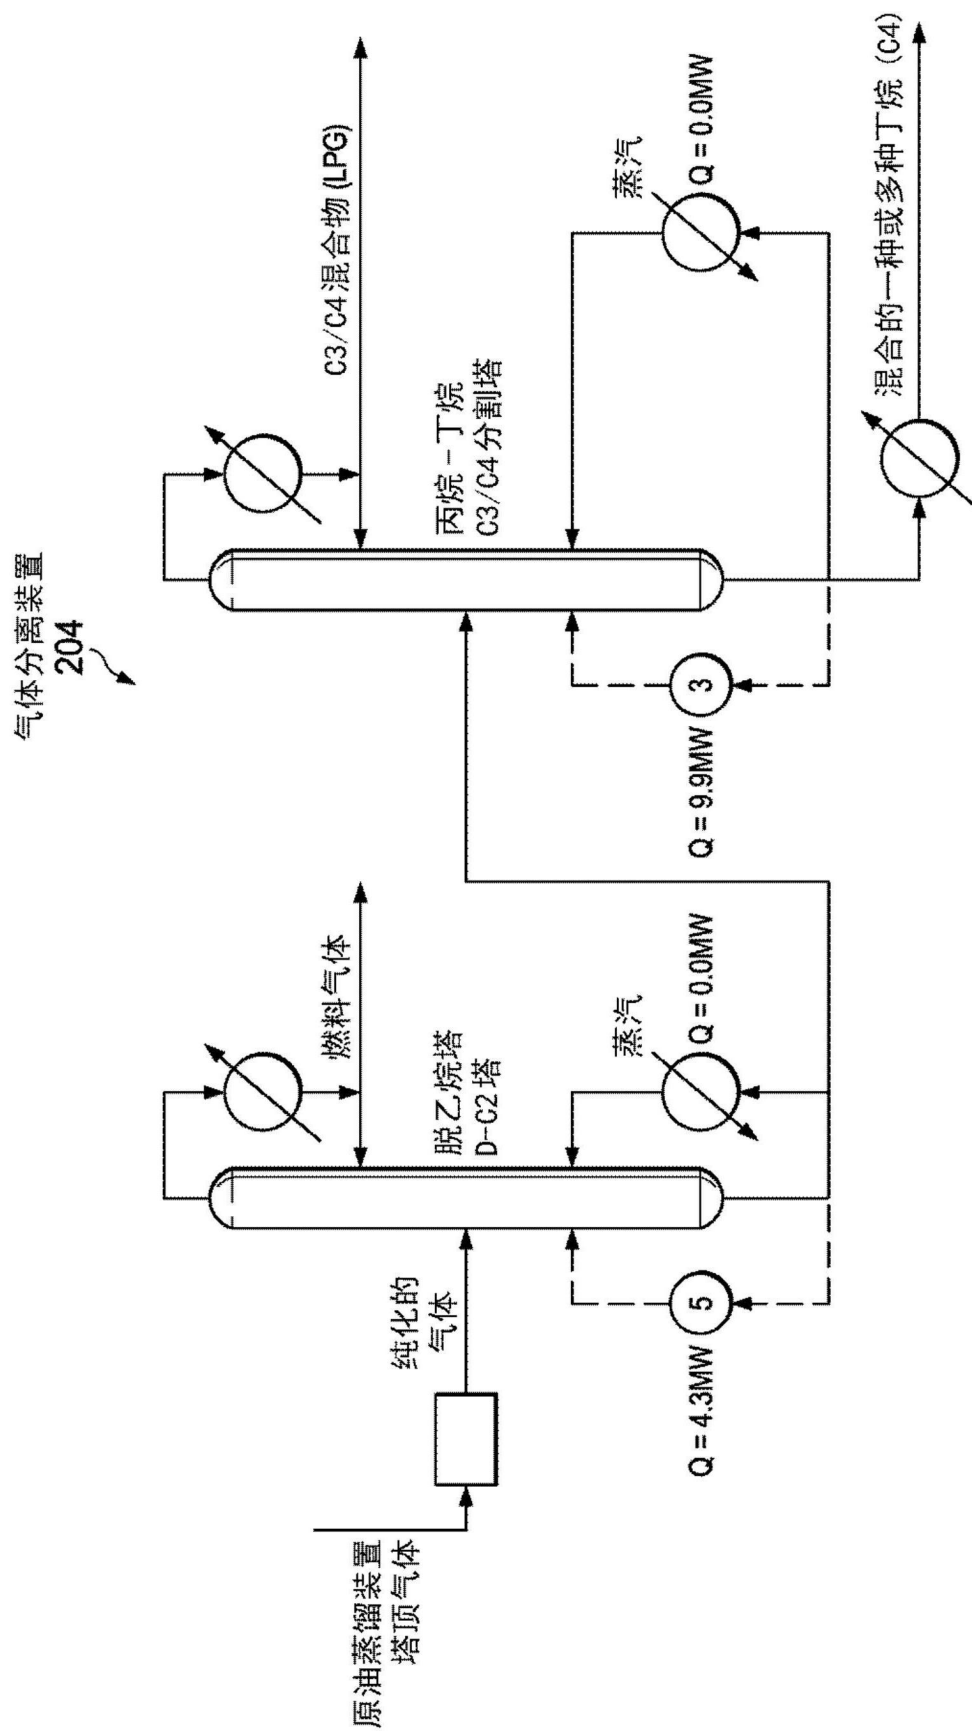 气体分离装置
204
原油蒸馏装置
塔顶气体
纯化的
气体
燃料气体
脱乙烷塔
D-C2塔
蒸汽
Q = 0.0MW
5
Q = 4.3MW
C3/C4混合物(LPG)
丙烷-丁烷
C3/C4分割塔
蒸汽
Q = 0.0MW
3
Q = 9.9MW
混合的一种或多种丁烷(C4)